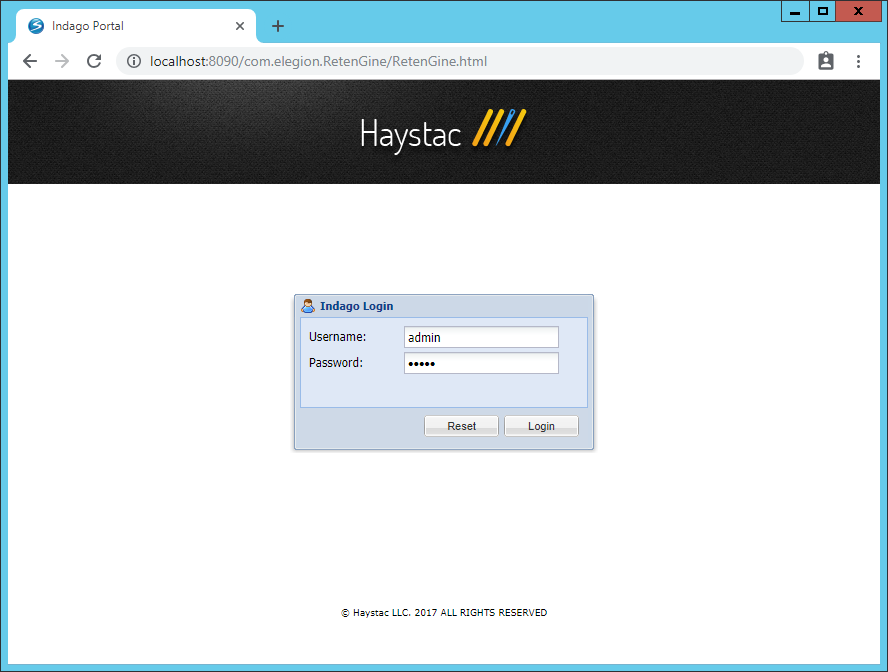 Indago Portal
localhost:8090/com.elegion.RetenGine/RetenGine.html
Haystac
Indago Login
Username: admin
Password: •••••
Reset Login
© Haystac LLC. 2017 ALL RIGHTS RESERVED